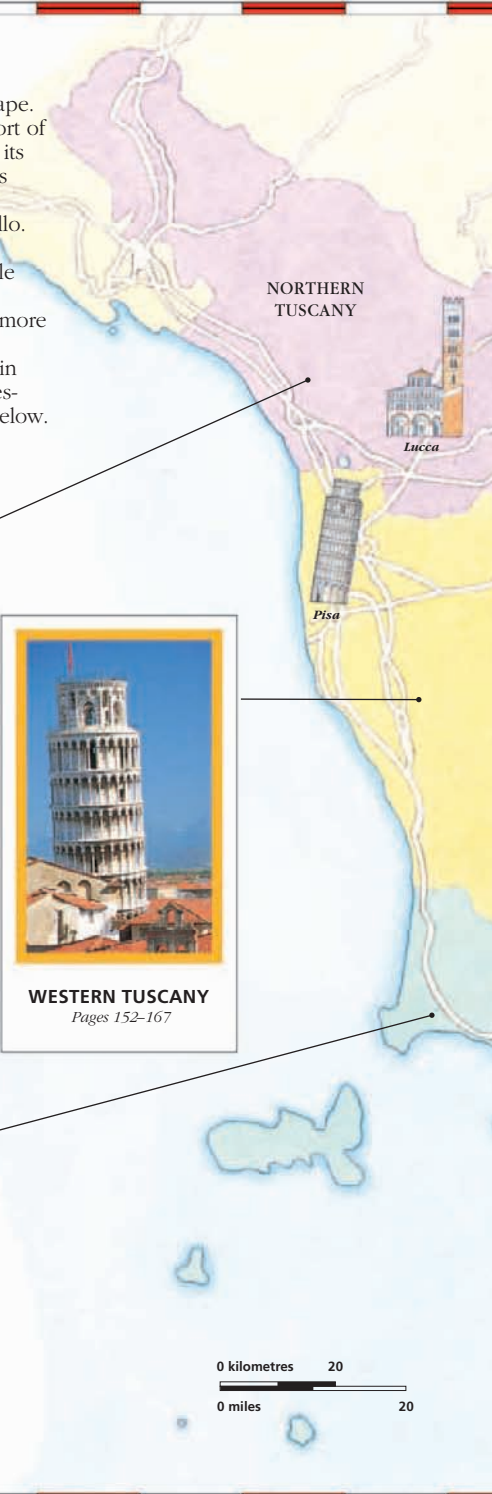 ape.
ort of
its
s
llo.
le
more
in
es-
elow.
NORTHERN
TUSCANY
Lucca
Pisa
WESTERN TUSCANY
Pages 152–167
0 kilometres 20
0 miles 20